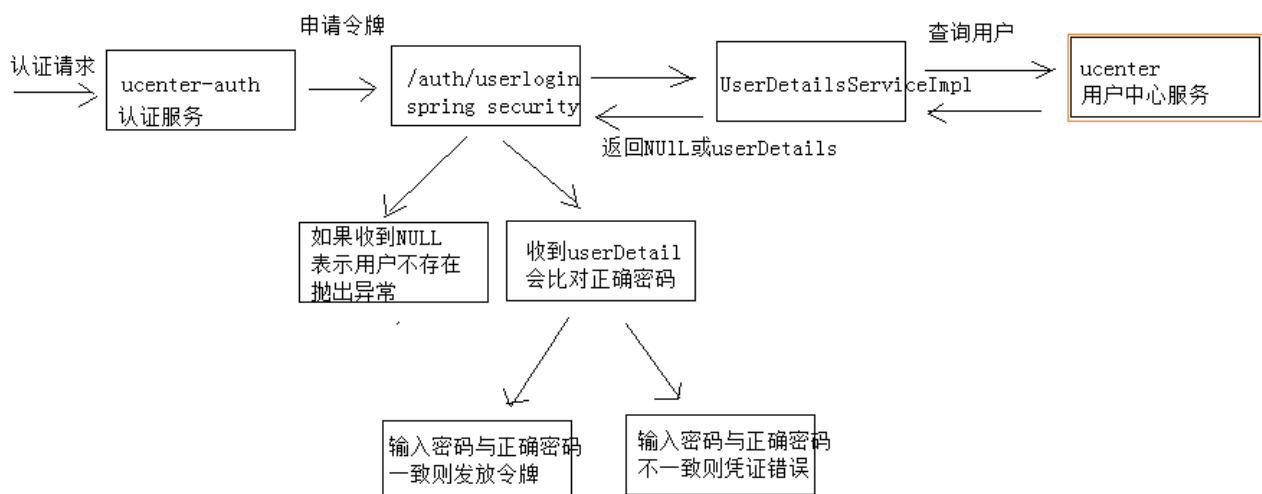 申请令牌
查询用户
认证请求
ucenter-auth
认证服务
/auth/userlogin
spring security
UserDetailsServiceImpl
ucenter
用户中心服务
返回NUlL或userDetails
如果收到NULL
表示用户不存在
抛出异常
收到userDetail
会比对正确密码
输入密码与正确密码
一致则发放令牌
输入密码与正确密码
不一致则凭证错误